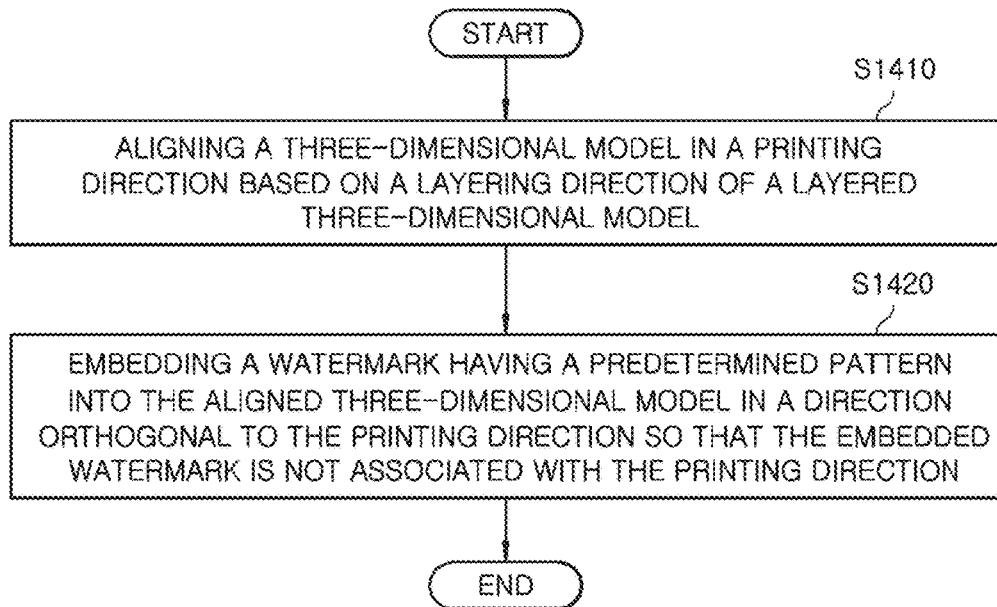 START
S1410
ALIGNING A THREE-DIMENSIONAL MODEL IN A PRINTING
DIRECTION BASED ON A LAYERING DIRECTION OF A LAYERED
THREE-DIMENSIONAL MODEL
S1420
EMBEDDING A WATERMARK HAVING A PREDETERMINED PATTERN
INTO THE ALIGNED THREE-DIMENSIONAL MODEL IN A DIRECTION
ORTHOGONAL TO THE PRINTING DIRECTION SO THAT THE EMBEDDED
WATERMARK IS NOT ASSOCIATED WITH THE PRINTING DIRECTION
END